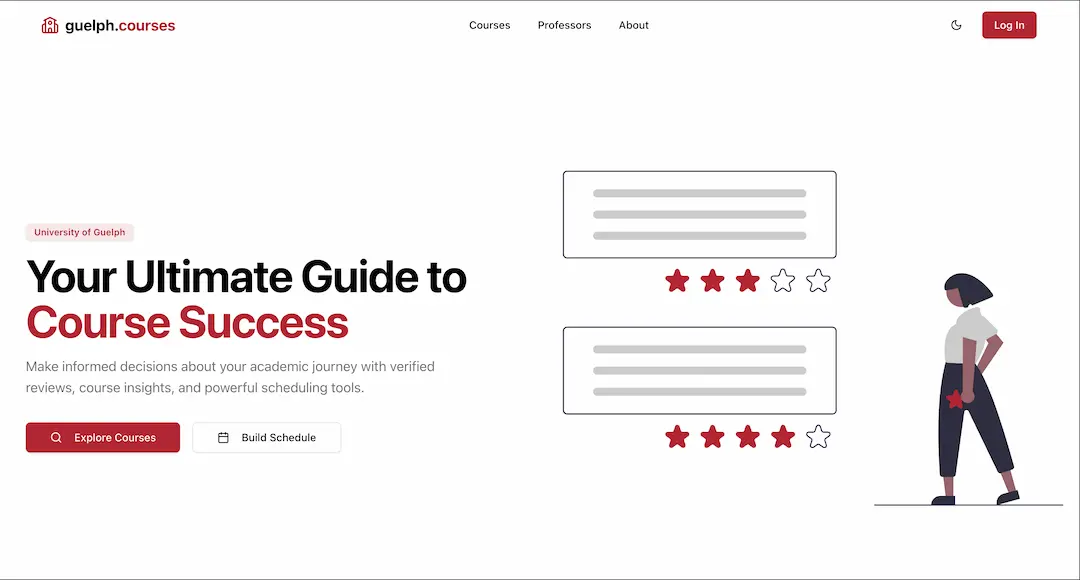 guelph.courses
Courses
Professors
About
Log In
University of Guelph
Your Ultimate Guide to
Course Success
Make informed decisions about your academic journey with verified
reviews, course insights, and powerful scheduling tools.
Explore Courses
Build Schedule